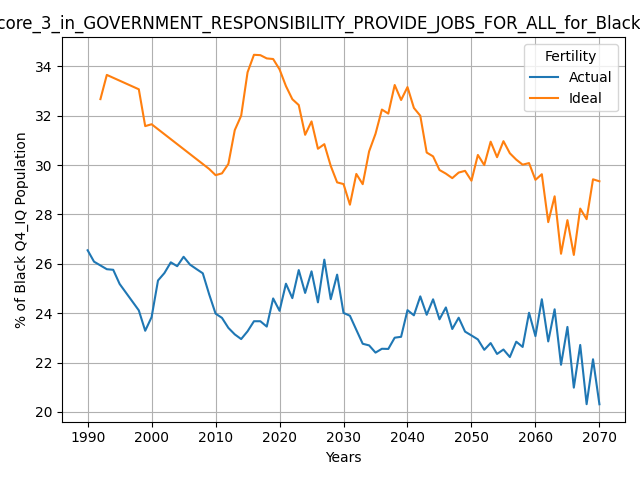 core_3_in_GOVERNMENT_RESPONSIBILITY_PROVIDE_JOBS_FOR_ALL_for_Black
Fertility
Actual
Ideal
% of Black Q4_IQ Population
34
32
30
28
26
24
22
20
1990 2000 2010 2020 2030 2040 2050 2060 2070
Years